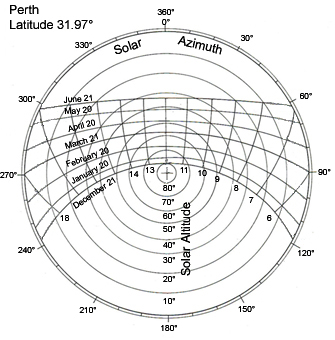 Perth
Latitude 31.97°
360°
0°
330°
Solar Azimuth
30°
300°
60°
June 21
May 20
April 20
March 21
February 20
January 20
December 21
270°
90°
14 13 11 10 9 8 7 6
18
80°
70°
60°
50°
40°
30°
20°
10°
Solar Altitude
240°
120°
210°
150°
180°